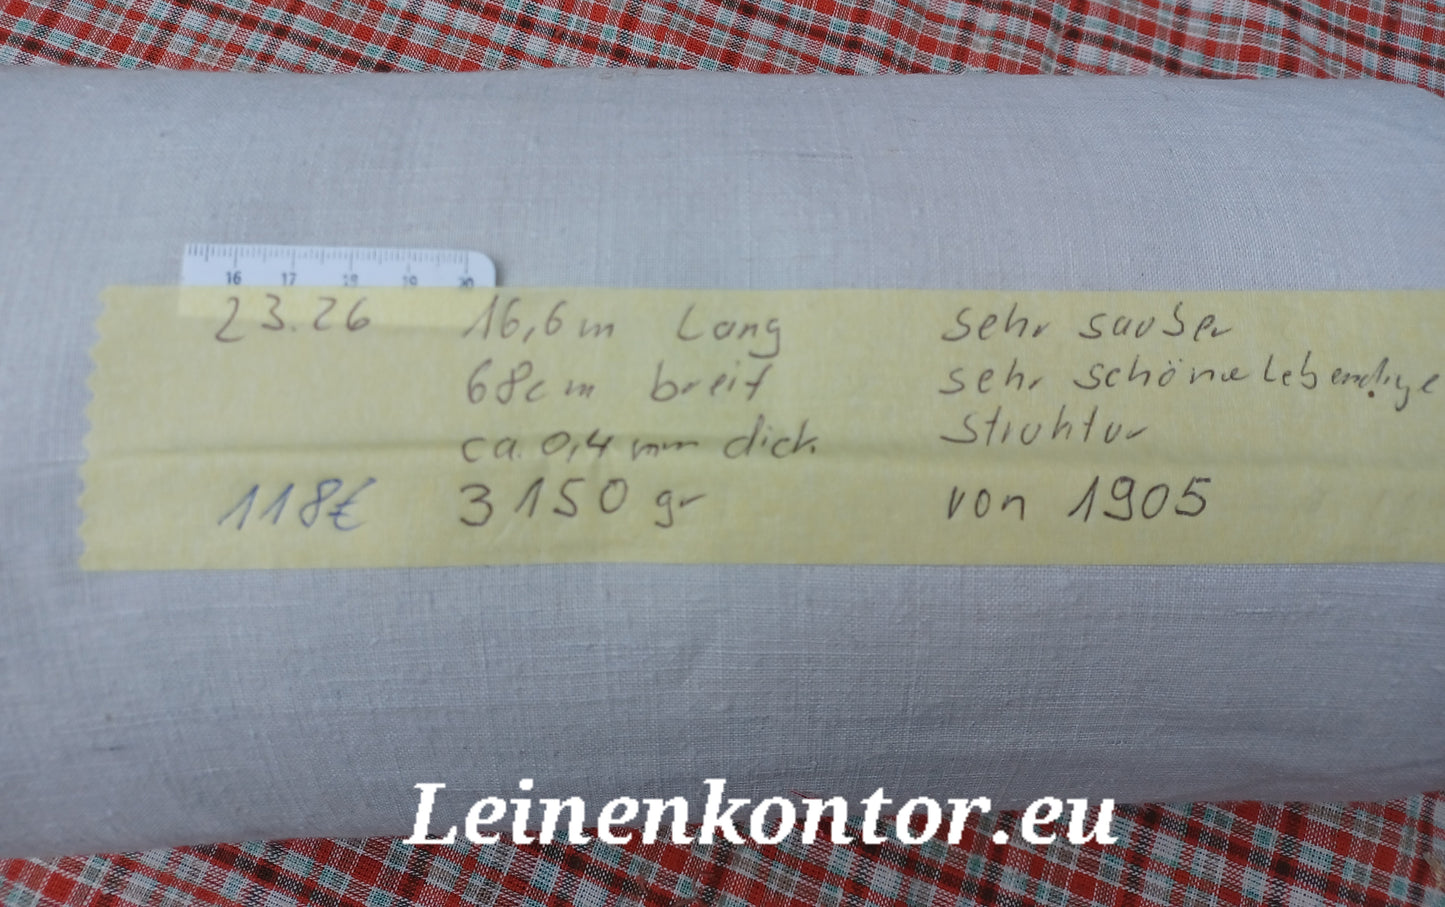 16 17 18 19 20
23.26 16,6m Lang sehr sauber
68cm breit sehr schöne lebendige
ca. 0,4 mm dick Struktur
118€ 3150 gr von 1905
Leinenkontor.eu